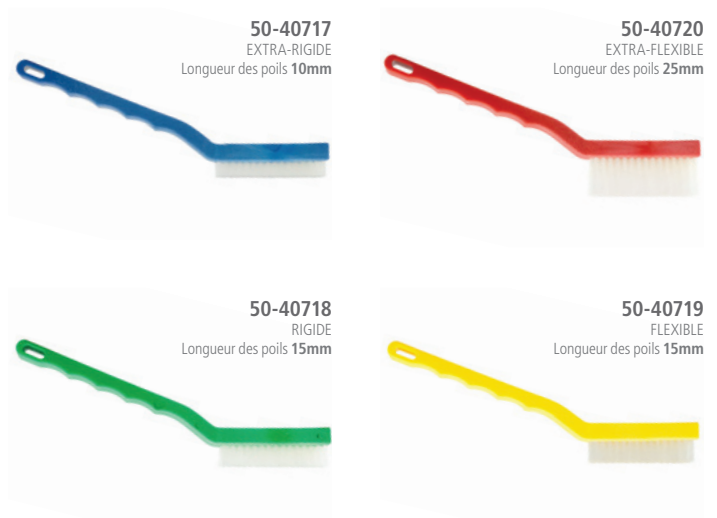 50-40717
EXTRA-RIGIDE
Longueur des poils 10mm
50-40720
EXTRA-FLEXIBLE
Longueur des poils 25mm
50-40718
RIGIDE
Longueur des poils 15mm
50-40719
FLEXIBLE
Longueur des poils 15mm